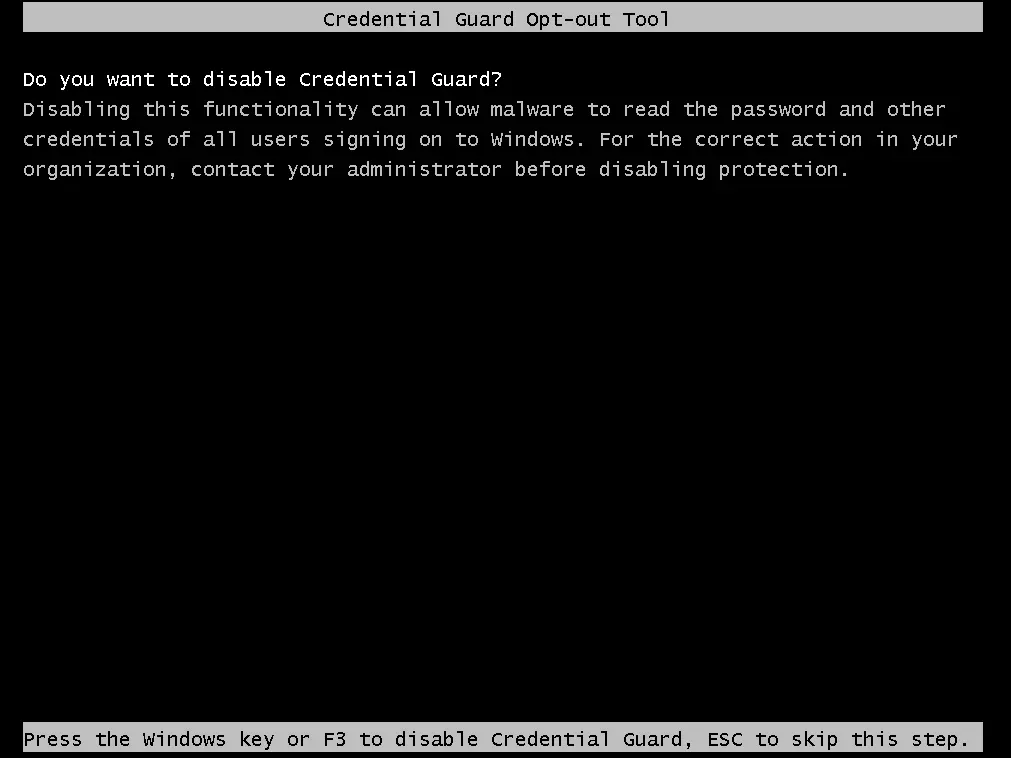 Credential Guard Opt-out Tool
Do you want to disable Credential Guard?
Disabling this functionality can allow malware to read the password and other
credentials of all users signing on to Windows. For the correct action in your
organization, contact your administrator before disabling protection.
Press the Windows key or F3 to disable Credential Guard, ESC to skip this step.